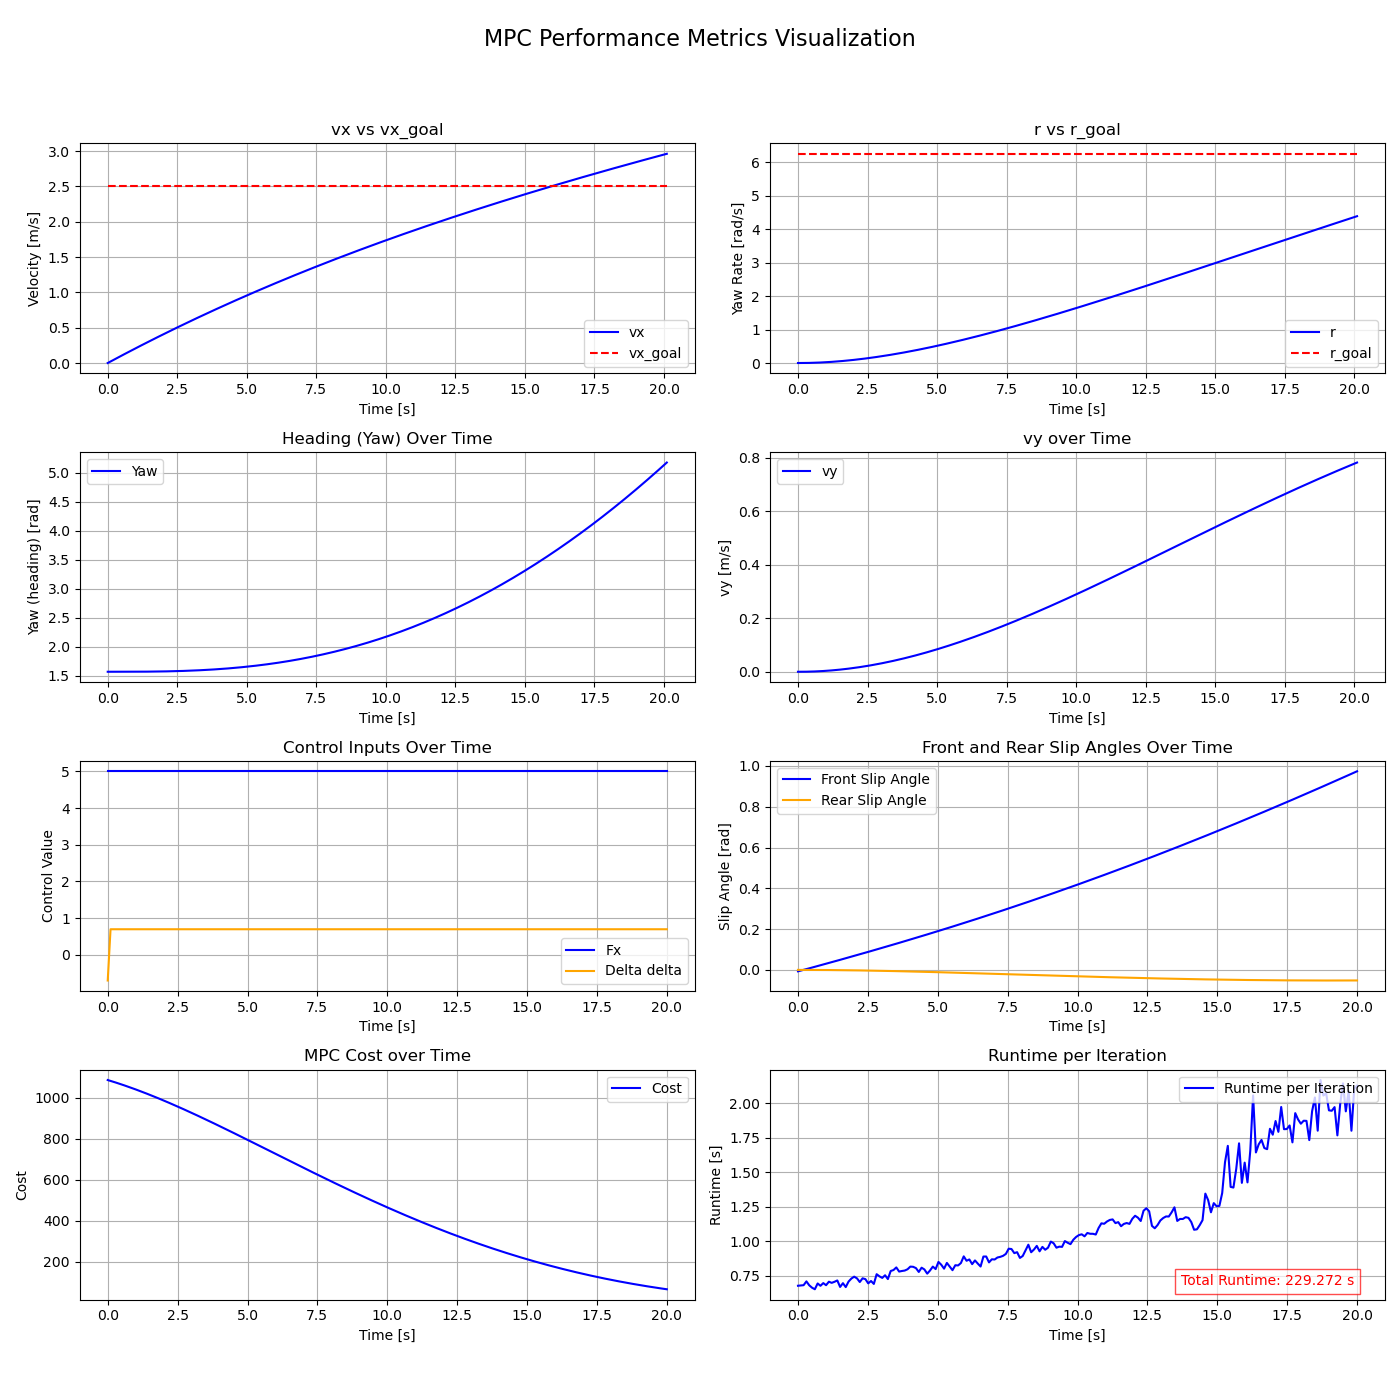 MPC Performance Metrics Visualization
vx vs vx_goal
Velocity [m/s]
3.0
2.5
2.0
1.5
1.0
0.5
0.0
vx
vx_goal
0.0 2.5 5.0 7.5 10.0 12.5 15.0 17.5 20.0
Time [s]
r vs r_goal
Yaw Rate [rad/s]
6
5
4
3
2
1
0
r
r_goal
0.0 2.5 5.0 7.5 10.0 12.5 15.0 17.5 20.0
Time [s]
Heading (Yaw) Over Time
Yaw (heading) [rad]
5.0
4.5
4.0
3.5
3.0
2.5
2.0
1.5
Yaw
0.0 2.5 5.0 7.5 10.0 12.5 15.0 17.5 20.0
Time [s]
vy over Time
vy [m/s]
0.8
0.6
0.4
0.2
0.0
vy
0.0 2.5 5.0 7.5 10.0 12.5 15.0 17.5 20.0
Time [s]
Control Inputs Over Time
Control Value
5
4
3
2
1
0
Fx
Delta delta
0.0 2.5 5.0 7.5 10.0 12.5 15.0 17.5 20.0
Time [s]
Front and Rear Slip Angles Over Time
Slip Angle [rad]
1.0
0.8
0.6
0.4
0.2
0.0
Front Slip Angle
Rear Slip Angle
0.0 2.5 5.0 7.5 10.0 12.5 15.0 17.5 20.0
Time [s]
MPC Cost over Time
Cost
1000
800
600
400
200
Cost
0.0 2.5 5.0 7.5 10.0 12.5 15.0 17.5 20.0
Time [s]
Runtime per Iteration
Runtime [s]
2.00
1.75
1.50
1.25
1.00
0.75
Runtime per Iteration
Total Runtime: 229.272 s
0.0 2.5 5.0 7.5 10.0 12.5 15.0 17.5 20.0
Time [s]